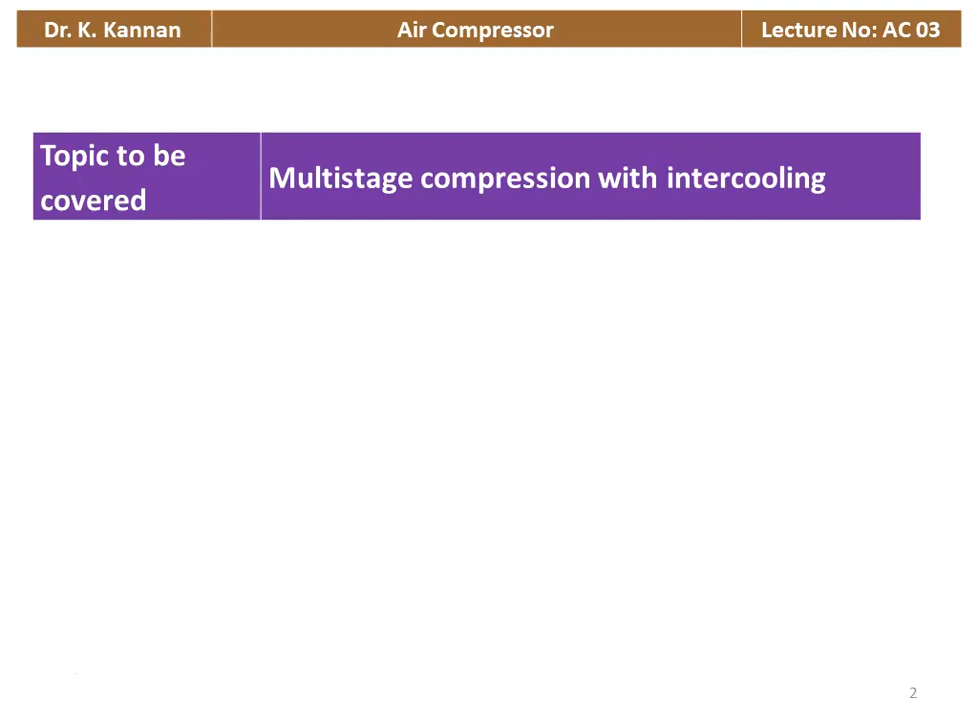 Dr. K. Kannan Air Compressor Lecture No: AC 03
Topic to be
covered
Multistage compression with intercooling
2